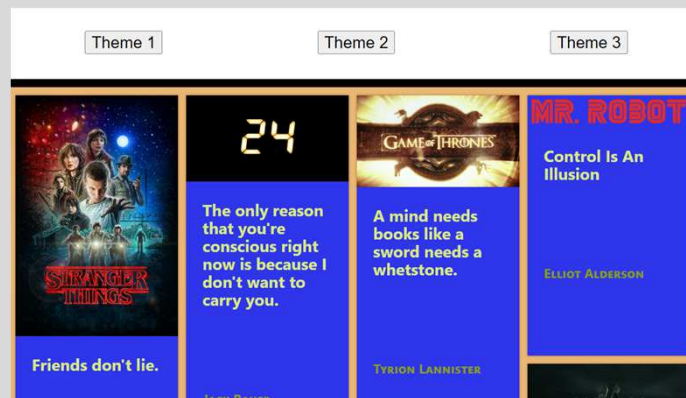 Theme 1
Theme 2
Theme 3
STRANGER
THINGS
Friends don't lie.
24
The only reason
that you're
conscious right
now is because I
don't want to
carry you.
GAME OF THRONES
A mind needs
books like a
sword needs a
whetstone.
Tyrion Lannister
MR. ROBOT
Control Is An
Illusion
Elliot Alderson